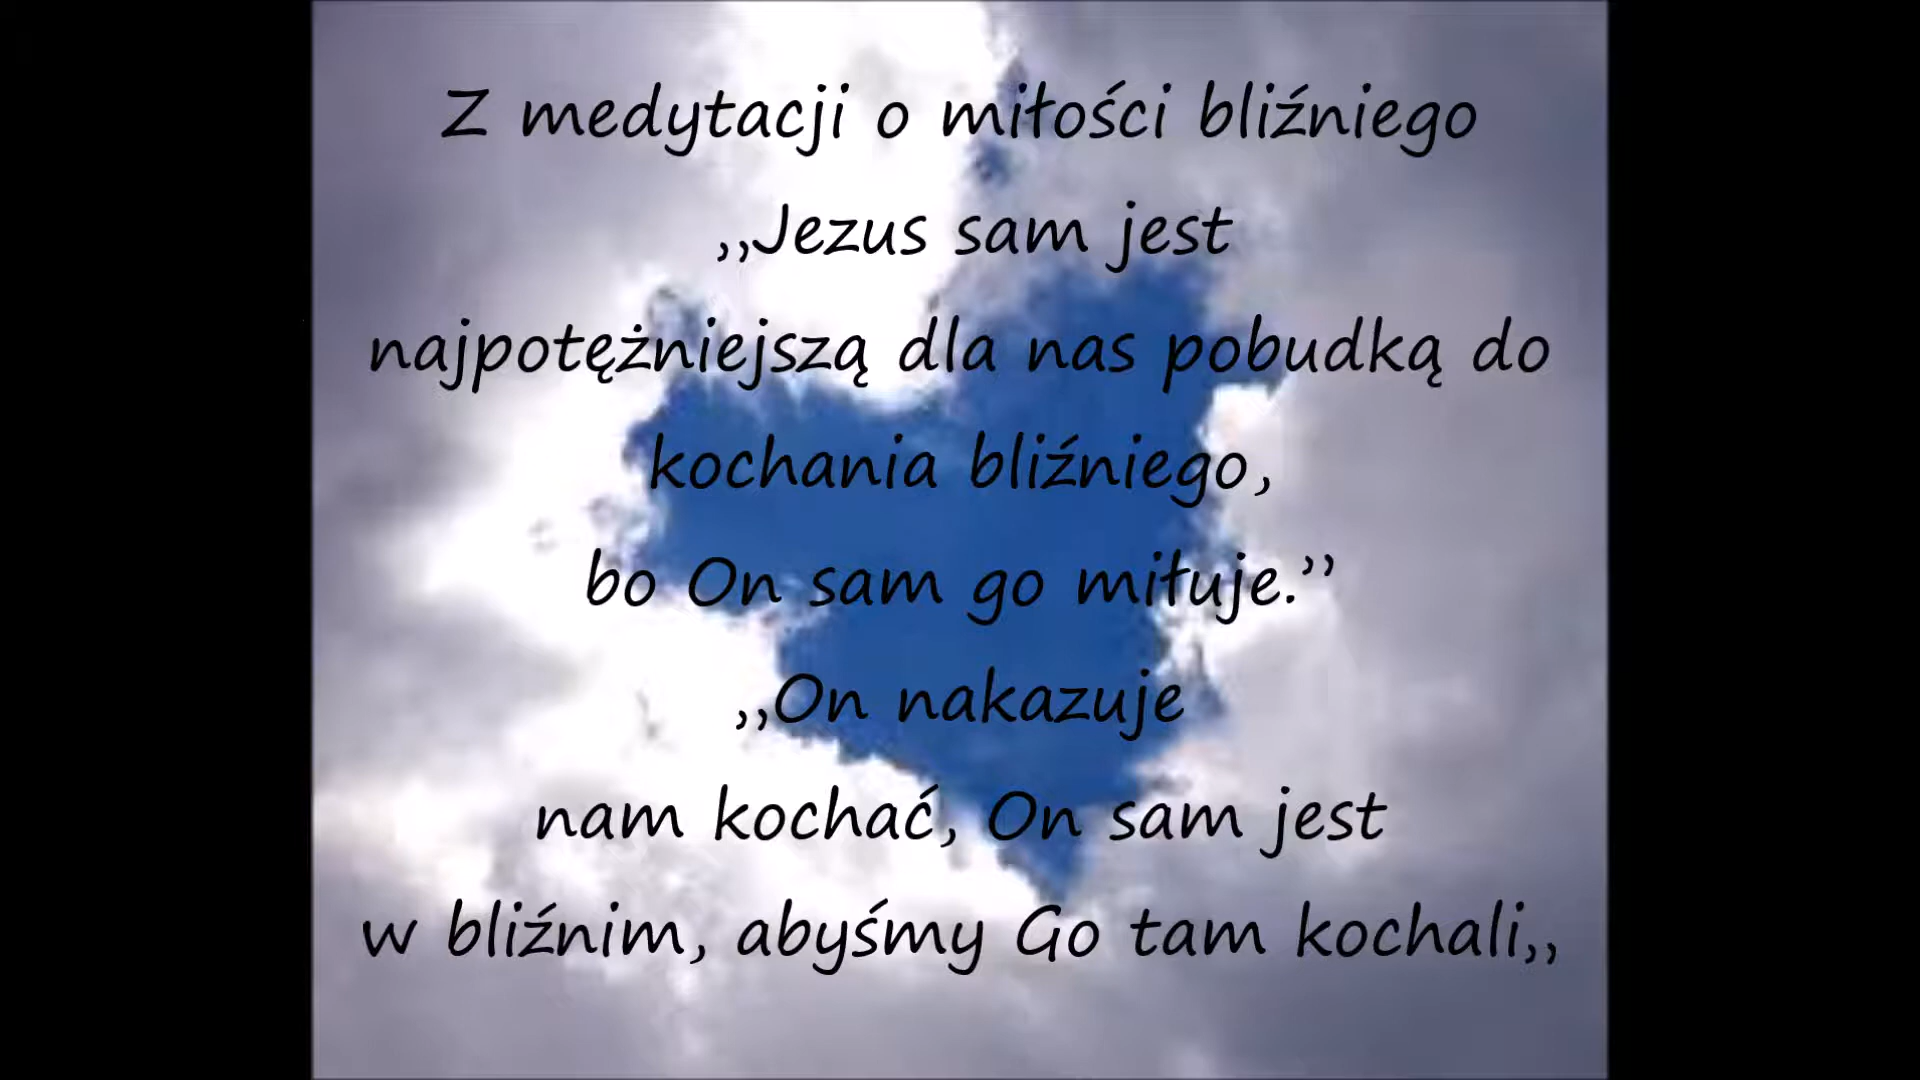 Z medytacji o miłości bliźniego
,,Jezus sam jest
najpotężniejszą dla nas pobudką do
kochania bliźniego,
bo On sam go miłuje.”
,,On nakazuje
nam kochać, On sam jest
w bliźnim, abyśmy Go tam kochali,,